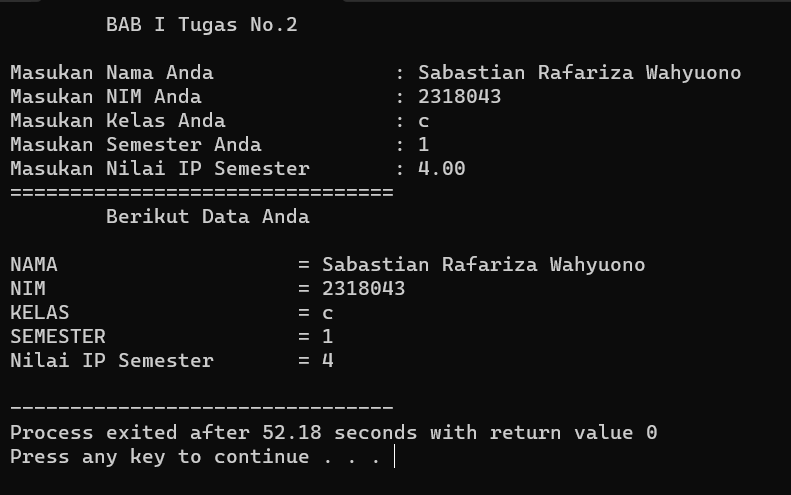 BAB I Tugas No.2
Masukan Nama Anda : Sabastian Rafariza Wahyuono
Masukan NIM Anda : 2318043
Masukan Kelas Anda : c
Masukan Semester Anda : 1
Masukan Nilai IP Semester : 4.00
================================
Berikut Data Anda
NAMA = Sabastian Rafariza Wahyuono
NIM = 2318043
KELAS = c
SEMESTER = 1
Nilai IP Semester = 4
--------------------------------
Process exited after 52.18 seconds with return value 0
Press any key to continue . . .